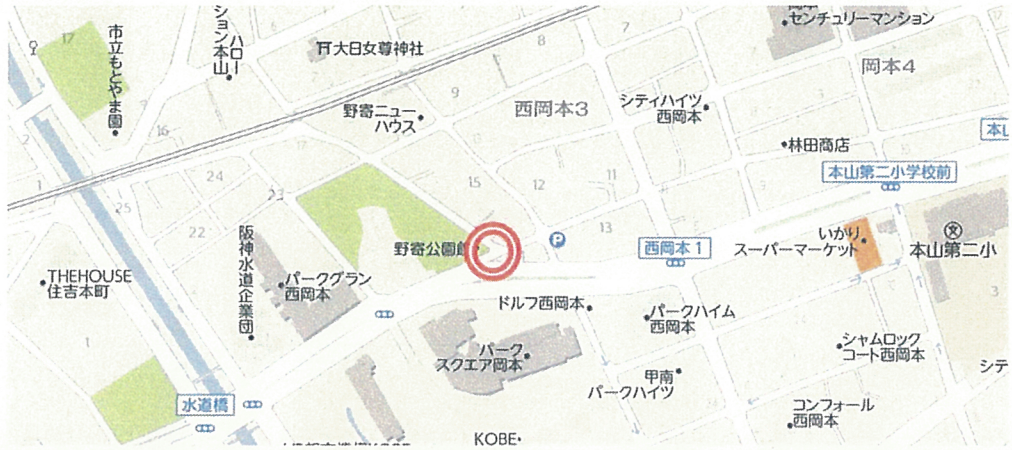 17
市立もとやま園
ハロー
ション本山
6
大日女尊神社
8
センチュリーマンション
岡本4
9
西岡本3
野寄ニュー
ハウス
シティハイツ
西岡本
16
2
林田商店
本山第二小学校前
1
24
23
25
22
15
12
11
13
野寄公園
P
西岡本1
いかり
スーパーマーケット
文
本山第二小
3
阪神水道企業団
パークグラン
西岡本
THEHOUSE
住吉本町
1
ドルフ西岡本
パークハイム
西岡本
パーク
スクエア岡本
シャムロック
コート西岡本
シテ
甲南
パークハイツ
水道橋
コンフォール
西岡本
KOBE